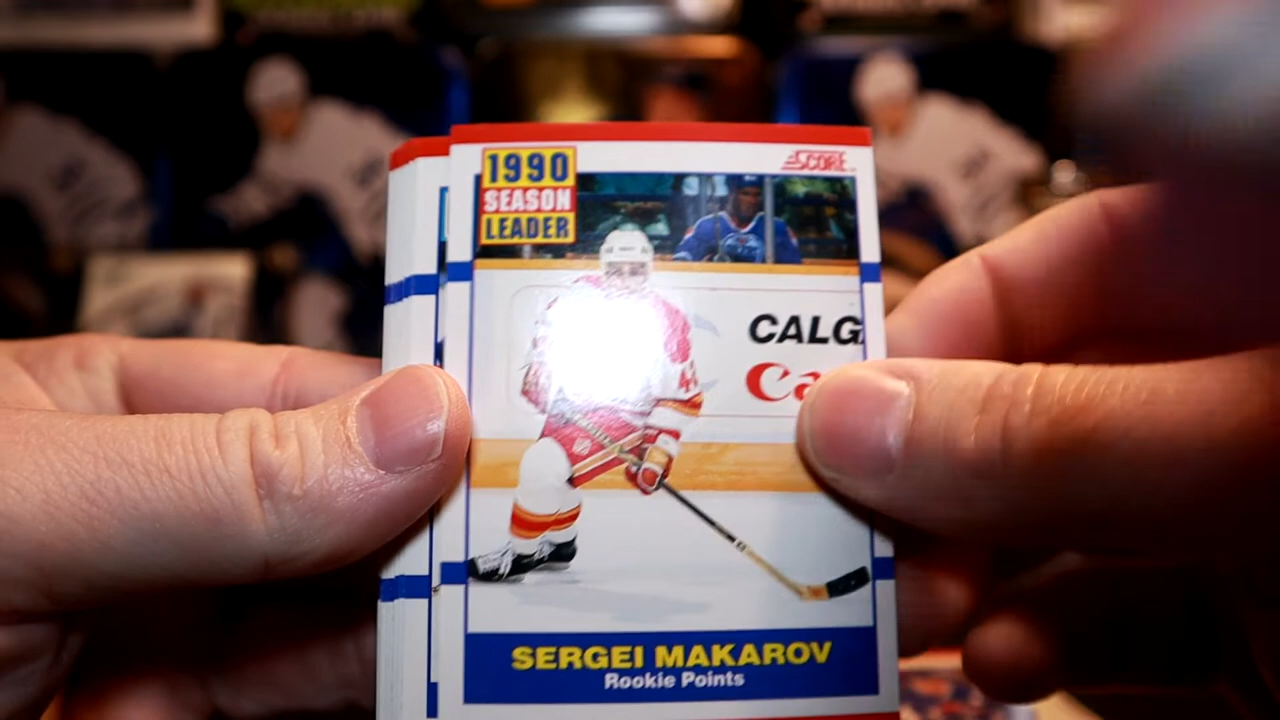 1990
SEASON
LEADER
SCORE
CALG
Ca
SERGEI MAKAROV
Rookie Points